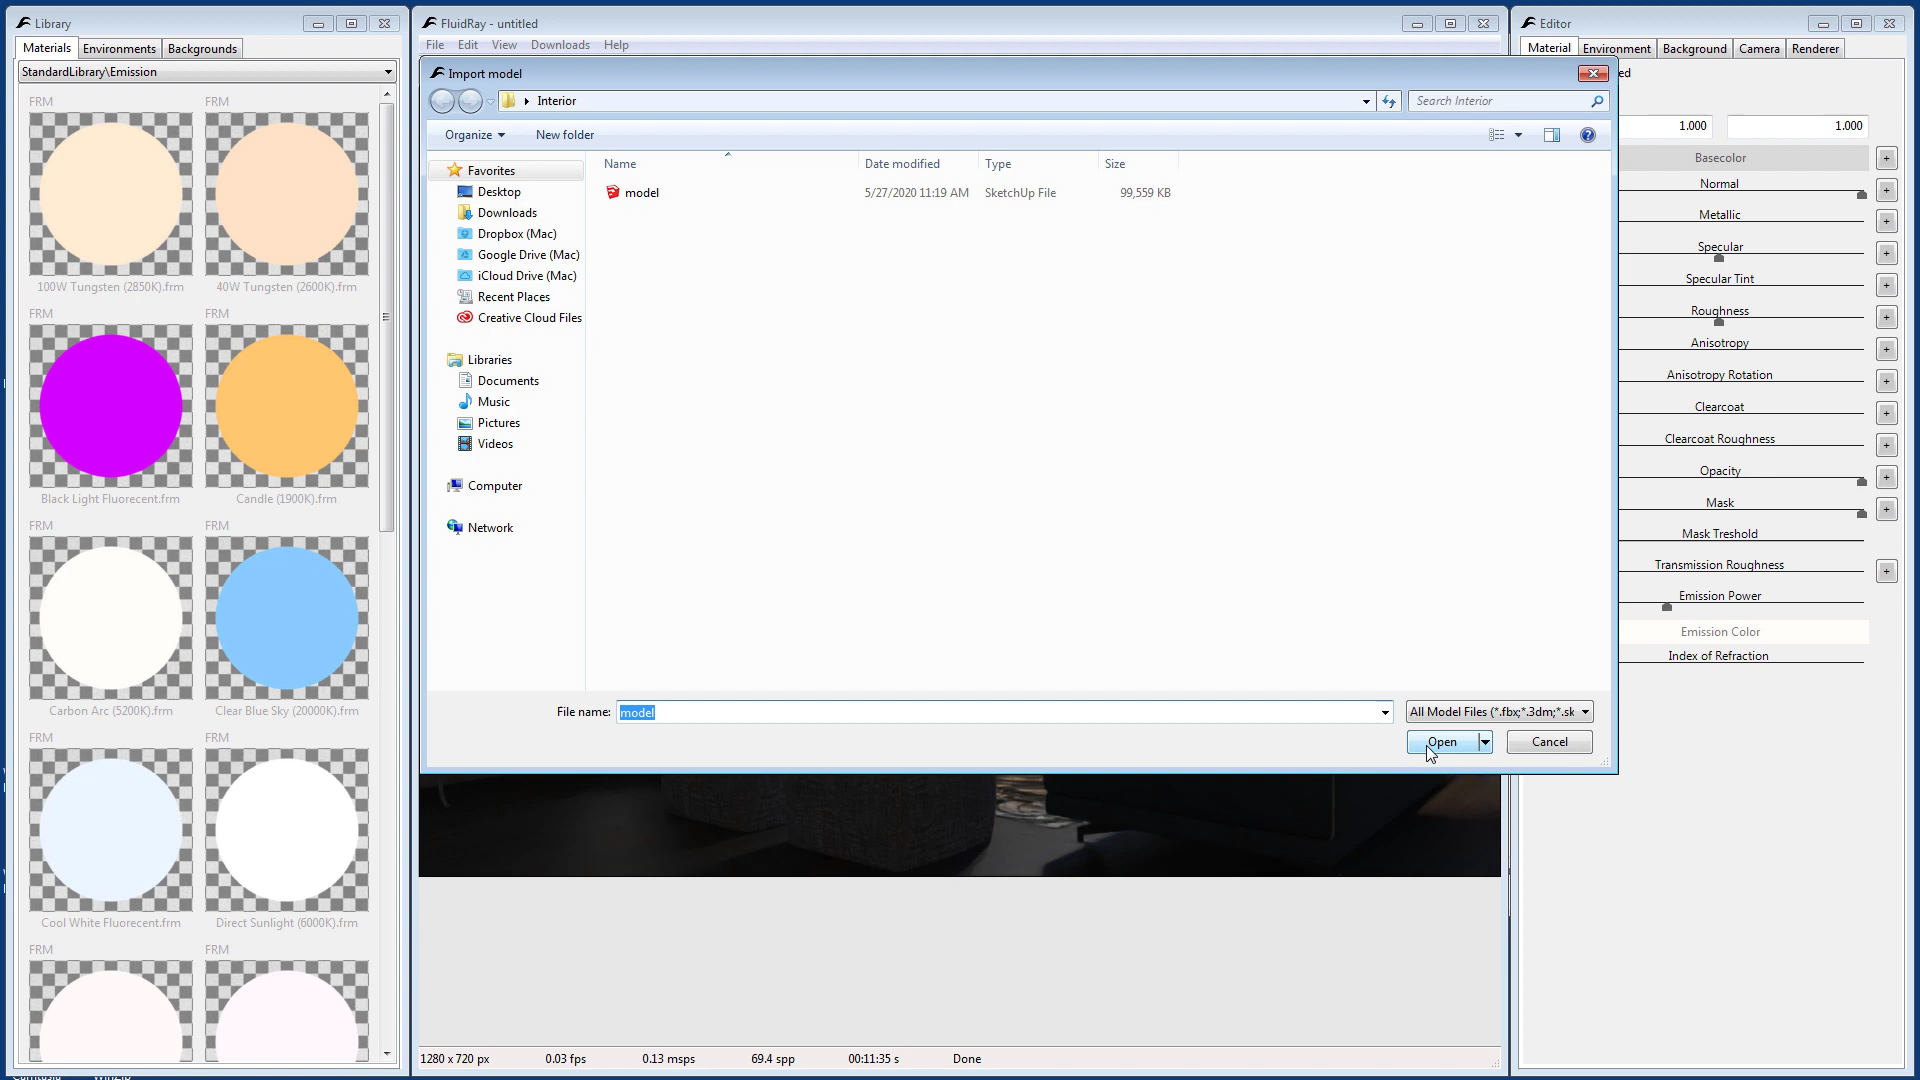 Library
Materials Environments Backgrounds
StandardLibrary\Emission
FRM FRM
100W Tungsten (2850K).frm 40W Tungsten (2600K).frm
FRM FRM
Black Light Fluorecent.frm Candle (1900K).frm
FRM FRM
Carbon Arc (5200K).frm Clear Blue Sky (20000K).frm
FRM FRM
Cool White Fluorecent.frm Direct Sunlight (6000K).frm
FRM FRM
FluidRay - untitled
File Edit View Downloads Help
Import model
Interior
Search Interior
Organize New folder
Favorites
Desktop
Downloads
Dropbox (Mac)
Google Drive (Mac)
iCloud Drive (Mac)
Recent Places
Creative Cloud Files
Libraries
Documents
Music
Pictures
Videos
Computer
Network
Name Date modified Type Size
model 5/27/2020 11:19 AM SketchUp File 99,559 KB
File name: model All Model Files (*.fbx;*.3dm;*.sk
Open Cancel
1280 x 720 px 0.03 fps 0.13 msps 69.4 spp 00:11:35 s Done
Editor
Material Environment Background Camera Renderer
ed
1.000 1.000
Basecolor +
Normal +
Metallic +
Specular +
Specular Tint +
Roughness +
Anisotropy +
Anisotropy Rotation +
Clearcoat +
Clearcoat Roughness +
Opacity +
Mask +
Mask Treshold
Transmission Roughness +
Emission Power
Emission Color
Index of Refraction